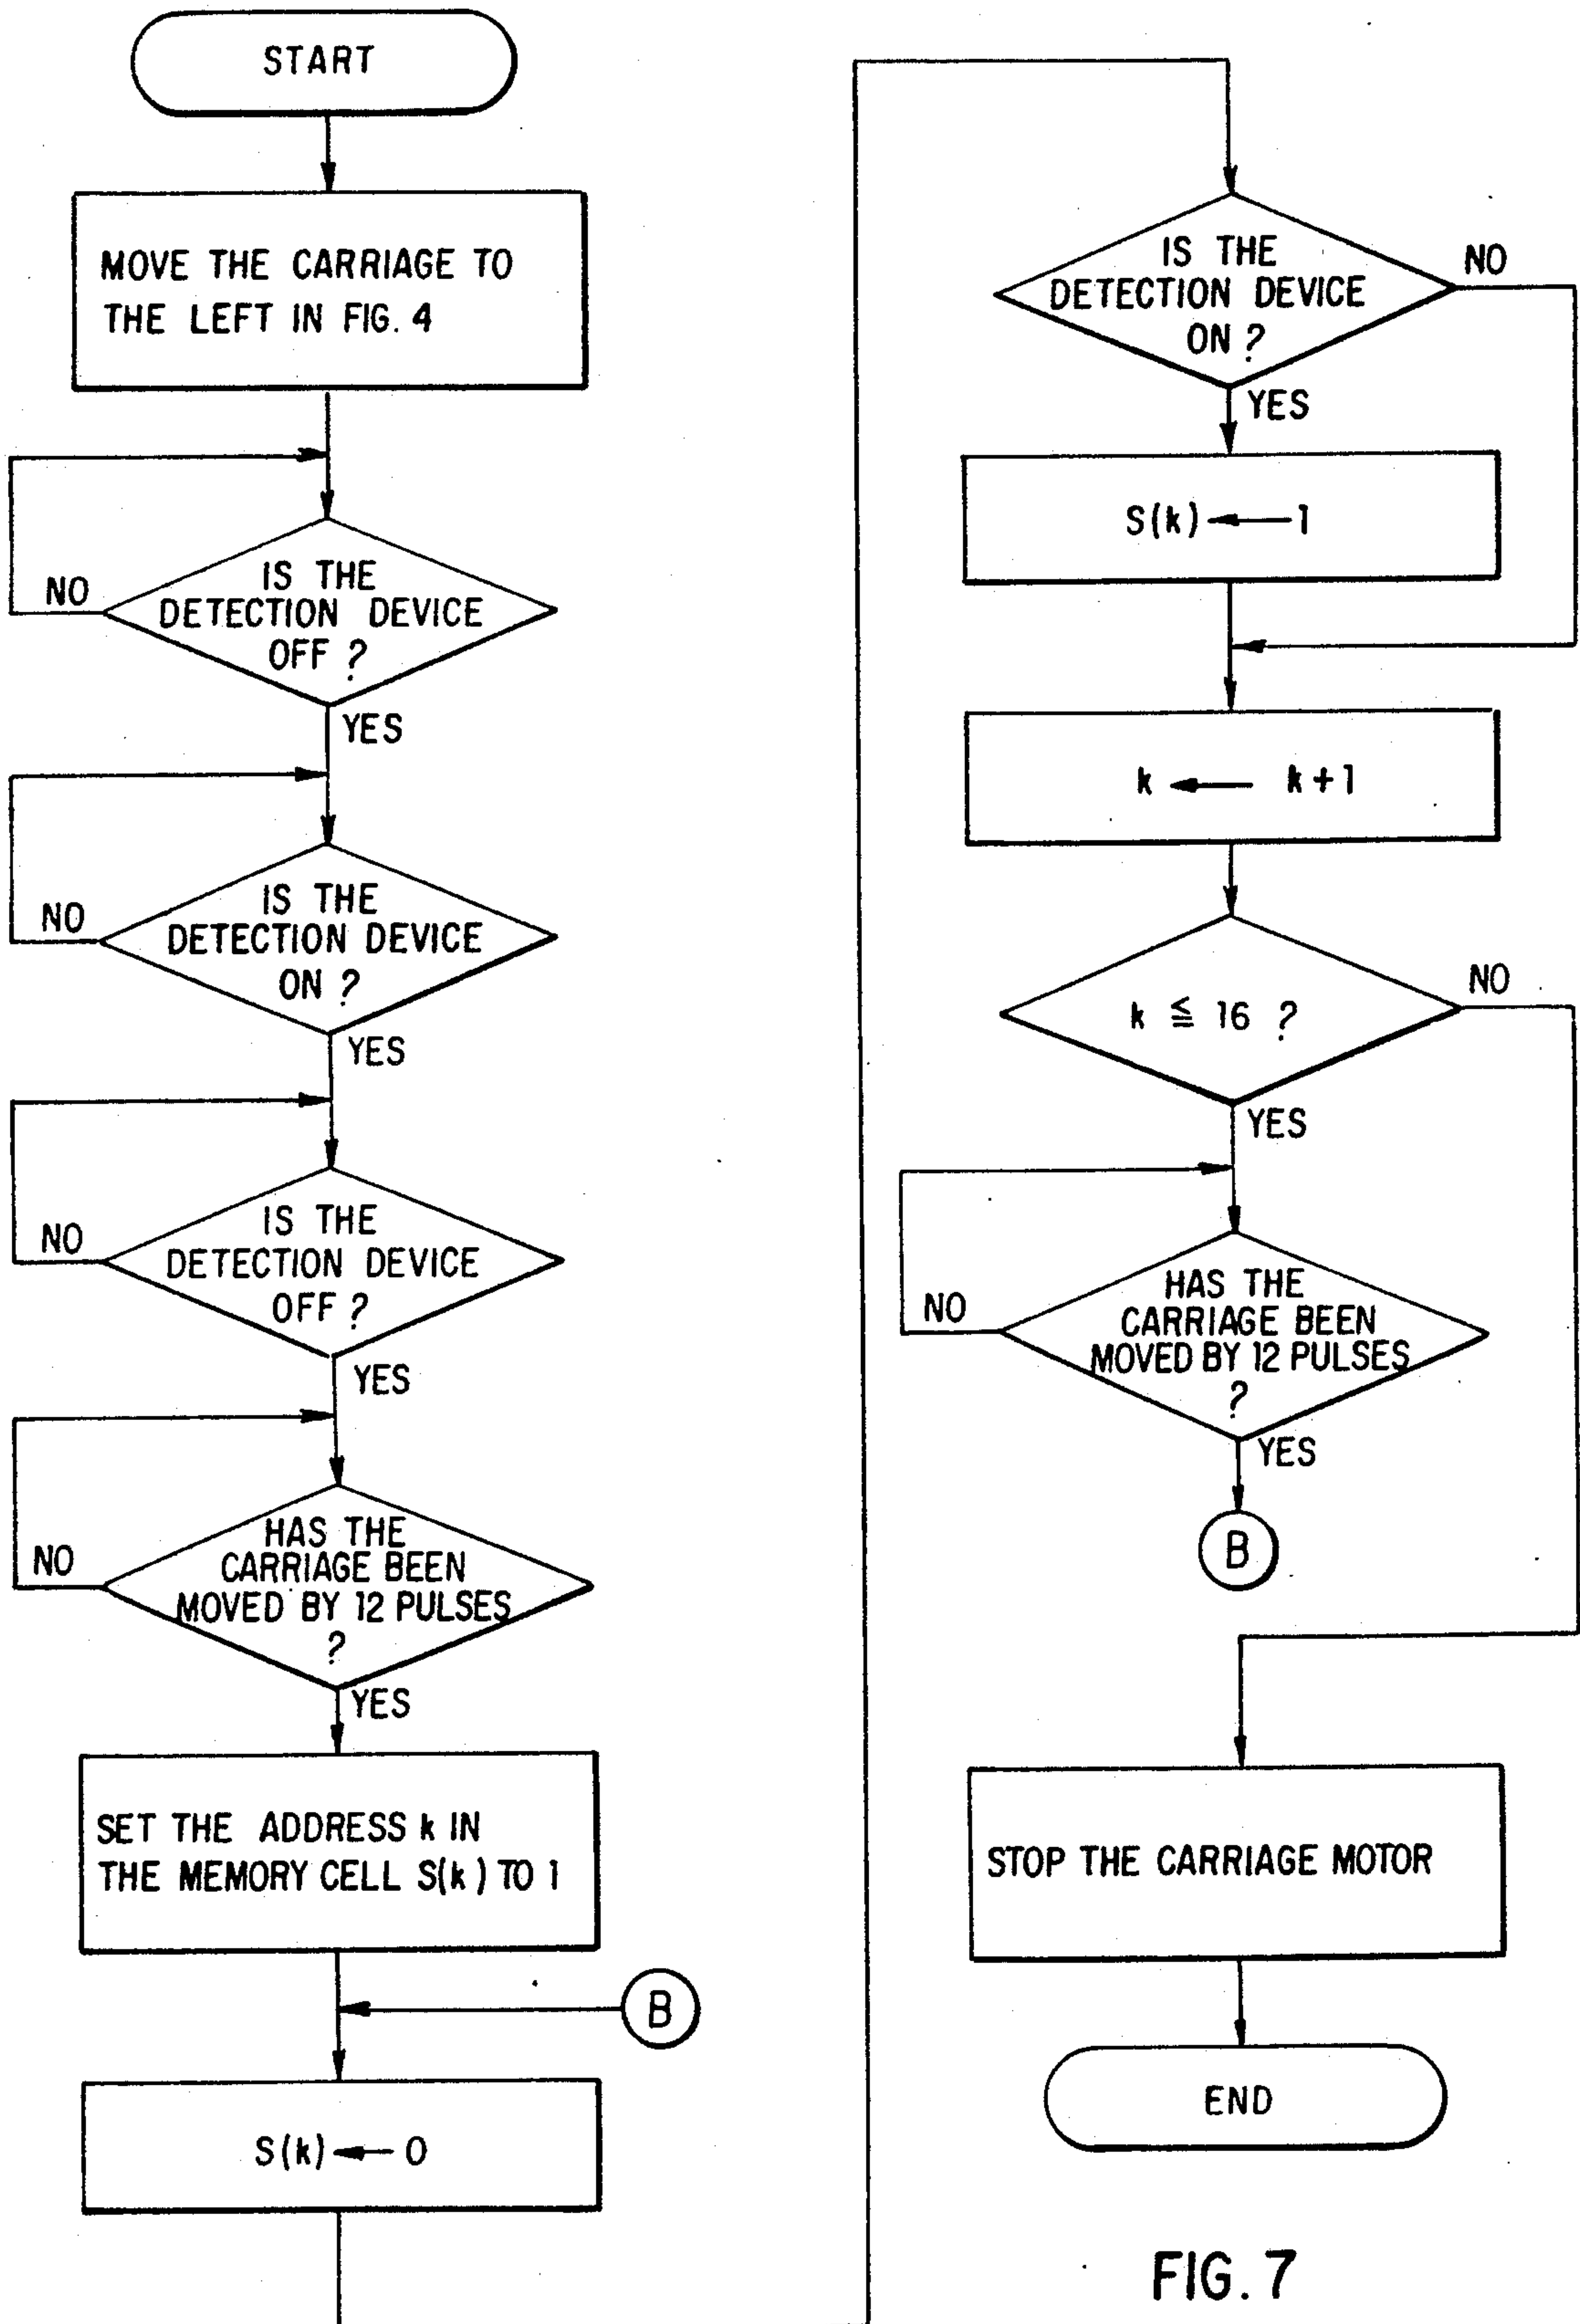 START
MOVE THE CARRIAGE TO
THE LEFT IN FIG. 4
IS THE
DETECTION DEVICE
OFF ?
NO
YES
IS THE
DETECTION DEVICE
ON ?
NO
YES
IS THE
DETECTION DEVICE
OFF ?
NO
YES
HAS THE
CARRIAGE BEEN
MOVED BY 12 PULSES
?
NO
YES
SET THE ADDRESS k IN
THE MEMORY CELL S(k) TO 1
B
S(k) ← 0
IS THE
DETECTION DEVICE
ON ?
NO
YES
S(k) ← 1
k ← k+1
k ≦ 16 ?
NO
YES
HAS THE
CARRIAGE BEEN
MOVED BY 12 PULSES
?
NO
YES
B
STOP THE CARRIAGE MOTOR
END
FIG. 7